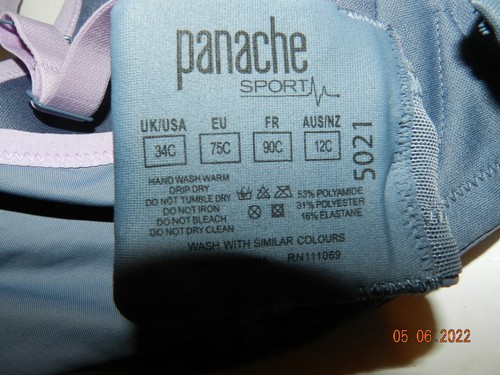 panache
SPORT
UK/USA EU FR AUS/NZ
34C 75C 90C 12C
5021
HAND WASH WARM
DRIP DRY
DO NOT TUMBLE DRY
DO NOT IRON
DO NOT BLEACH
DO NOT DRY CLEAN
53% POLYAMIDE
31% POLYESTER
16% ELASTANE
WASH WITH SIMILAR COLOURS
RN111069
05.06.2022